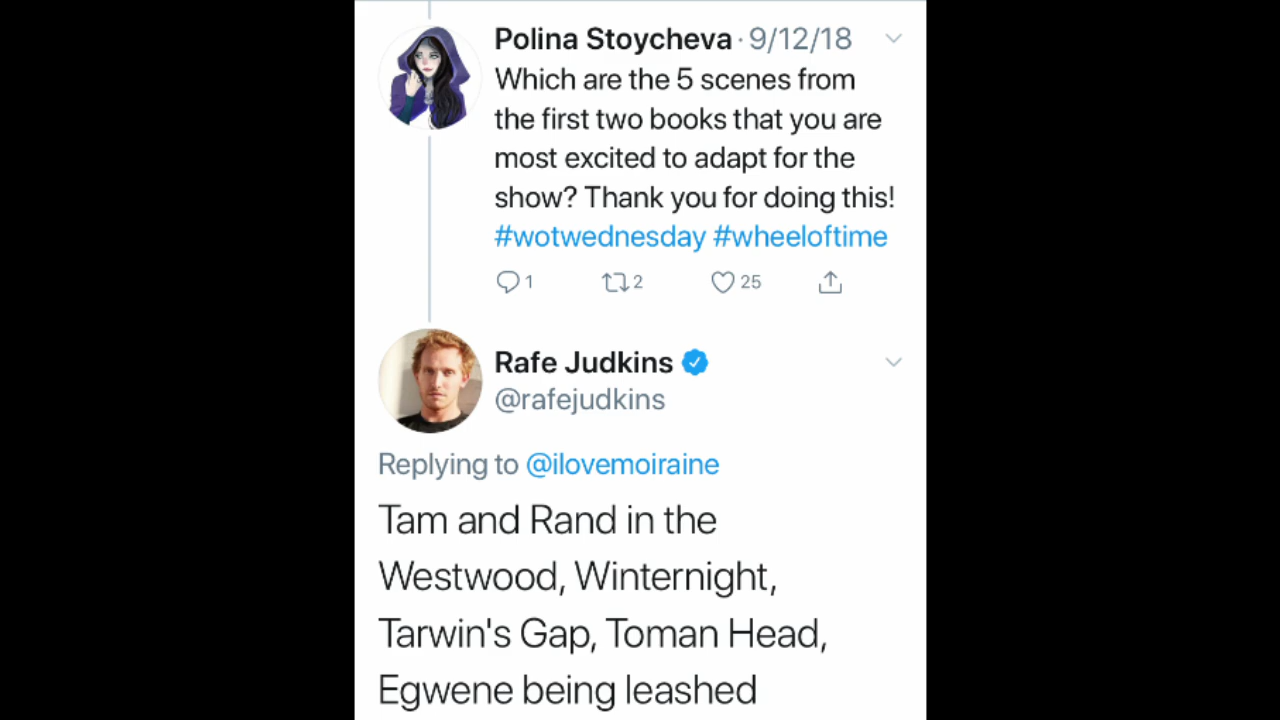 Polina Stoycheva · 9/12/18
Which are the 5 scenes from
the first two books that you are
most excited to adapt for the
show? Thank you for doing this!
#wotwednesday #wheeloftime
1 2 25
Rafe Judkins
@rafejudkins
Replying to @ilovemoiraine
Tam and Rand in the
Westwood, Winternight,
Tarwin's Gap, Toman Head,
Egwene being leashed